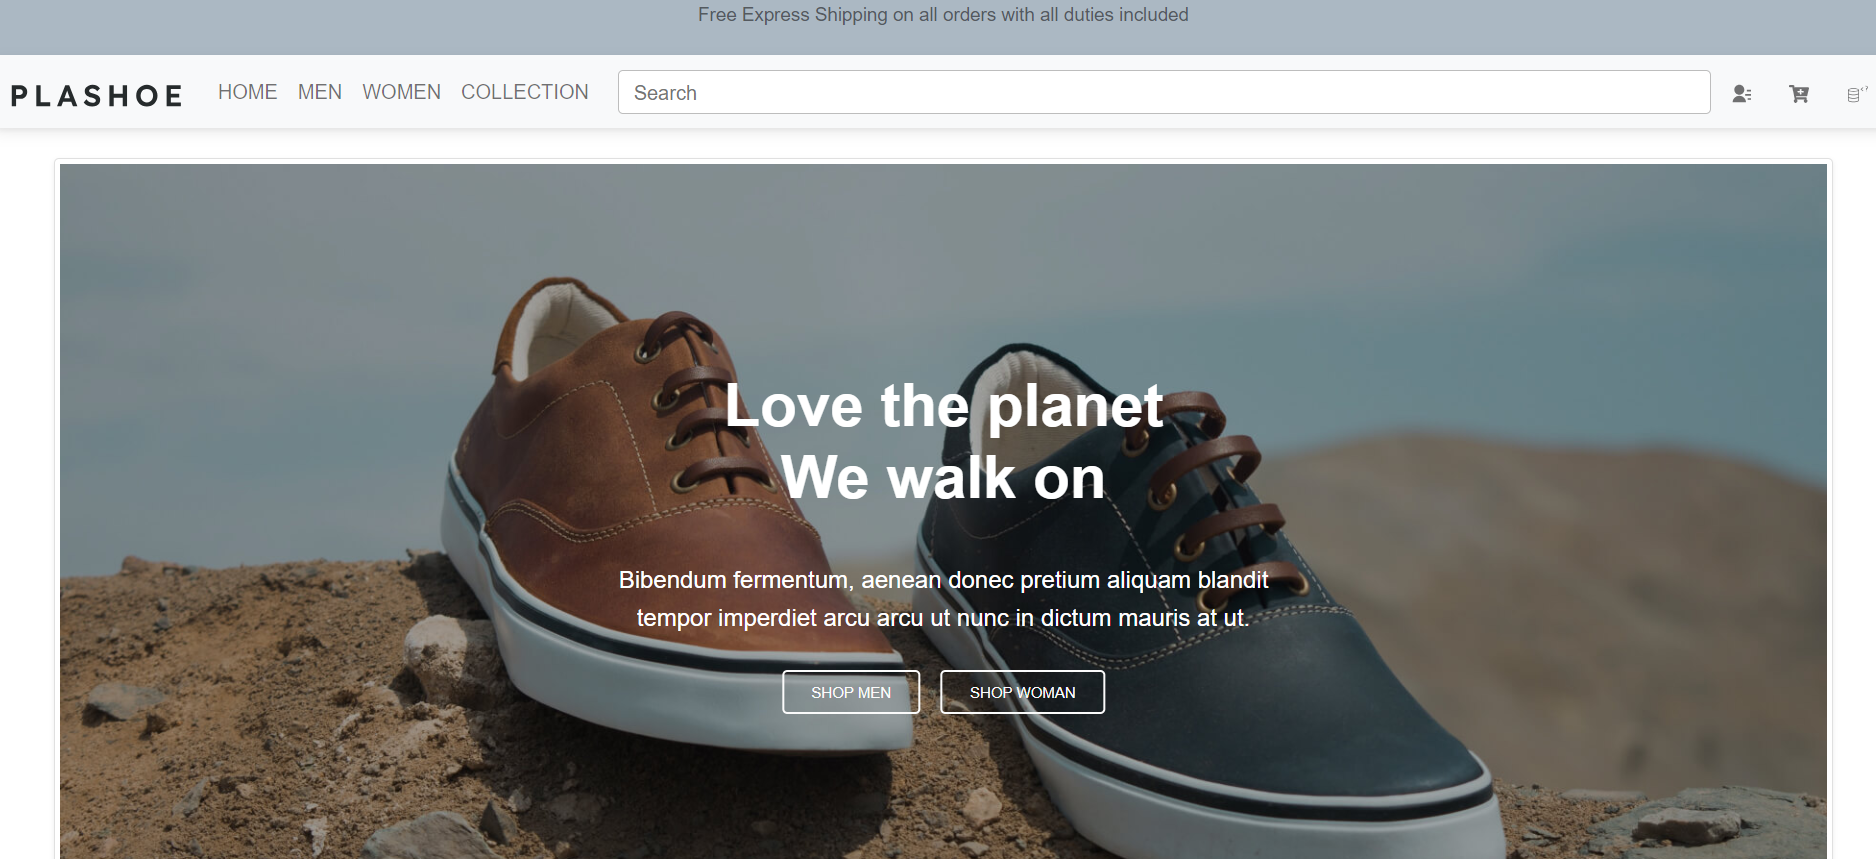 Free Express Shipping on all orders with all duties included
PLASHOE HOME MEN WOMEN COLLECTION Search
Love the planet
We walk on
Bibendum fermentum, aenean donec pretium aliquam blandit
tempor imperdiet arcu arcu ut nunc in dictum mauris at ut.
SHOP MEN SHOP WOMAN